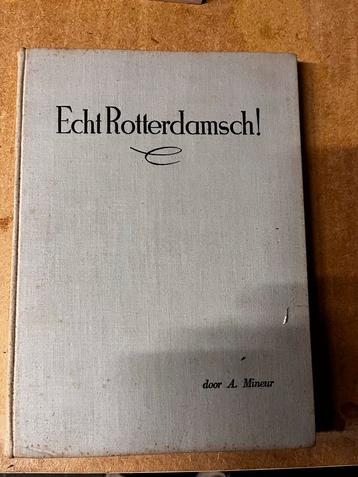 Echt Rotterdamsch!
door A. Mineur